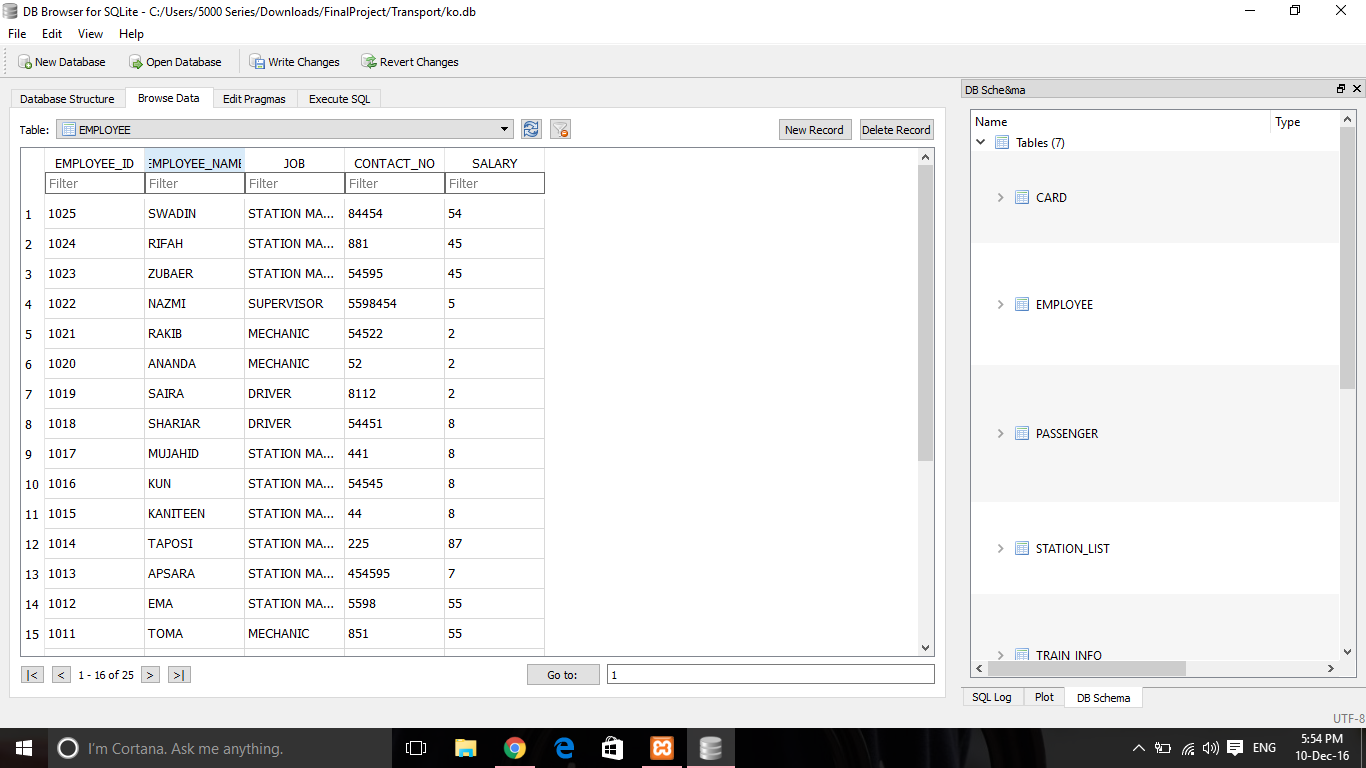 DB Browser for SQLite - C:/Users/5000 Series/Downloads/FinalProject/Transport/ko.db
File Edit View Help
New Database Open Database Write Changes Revert Changes
Database Structure Browse Data Edit Pragmas Execute SQL
Table: EMPLOYEE New Record Delete Record
EMPLOYEE_ID EMPLOYEE_NAME JOB CONTACT_NO SALARY
Filter Filter Filter Filter Filter
1 1025 SWADIN STATION MA... 84454 54
2 1024 RIFAH STATION MA... 881 45
3 1023 ZUBAER STATION MA... 54595 45
4 1022 NAZMI SUPERVISOR 5598454 5
5 1021 RAKIB MECHANIC 54522 2
6 1020 ANANDA MECHANIC 52 2
7 1019 SAIRA DRIVER 8112 2
8 1018 SHARIAR DRIVER 54451 8
9 1017 MUJAHID STATION MA... 441 8
10 1016 KUN STATION MA... 54545 8
11 1015 KANITEEN STATION MA... 44 8
12 1014 TAPOSI STATION MA... 225 87
13 1013 APSARA STATION MA... 454595 7
14 1012 EMA STATION MA... 5598 55
15 1011 TOMA MECHANIC 851 55
|< < 1 - 16 of 25 > >| Go to: 1
DB Sche&ma
Name Type
Tables (7)
CARD
EMPLOYEE
PASSENGER
STATION_LIST
TRAIN_INFO
SQL Log Plot DB Schema
UTF-8
I'm Cortana. Ask me anything.
ENG
5:54 PM
10-Dec-16